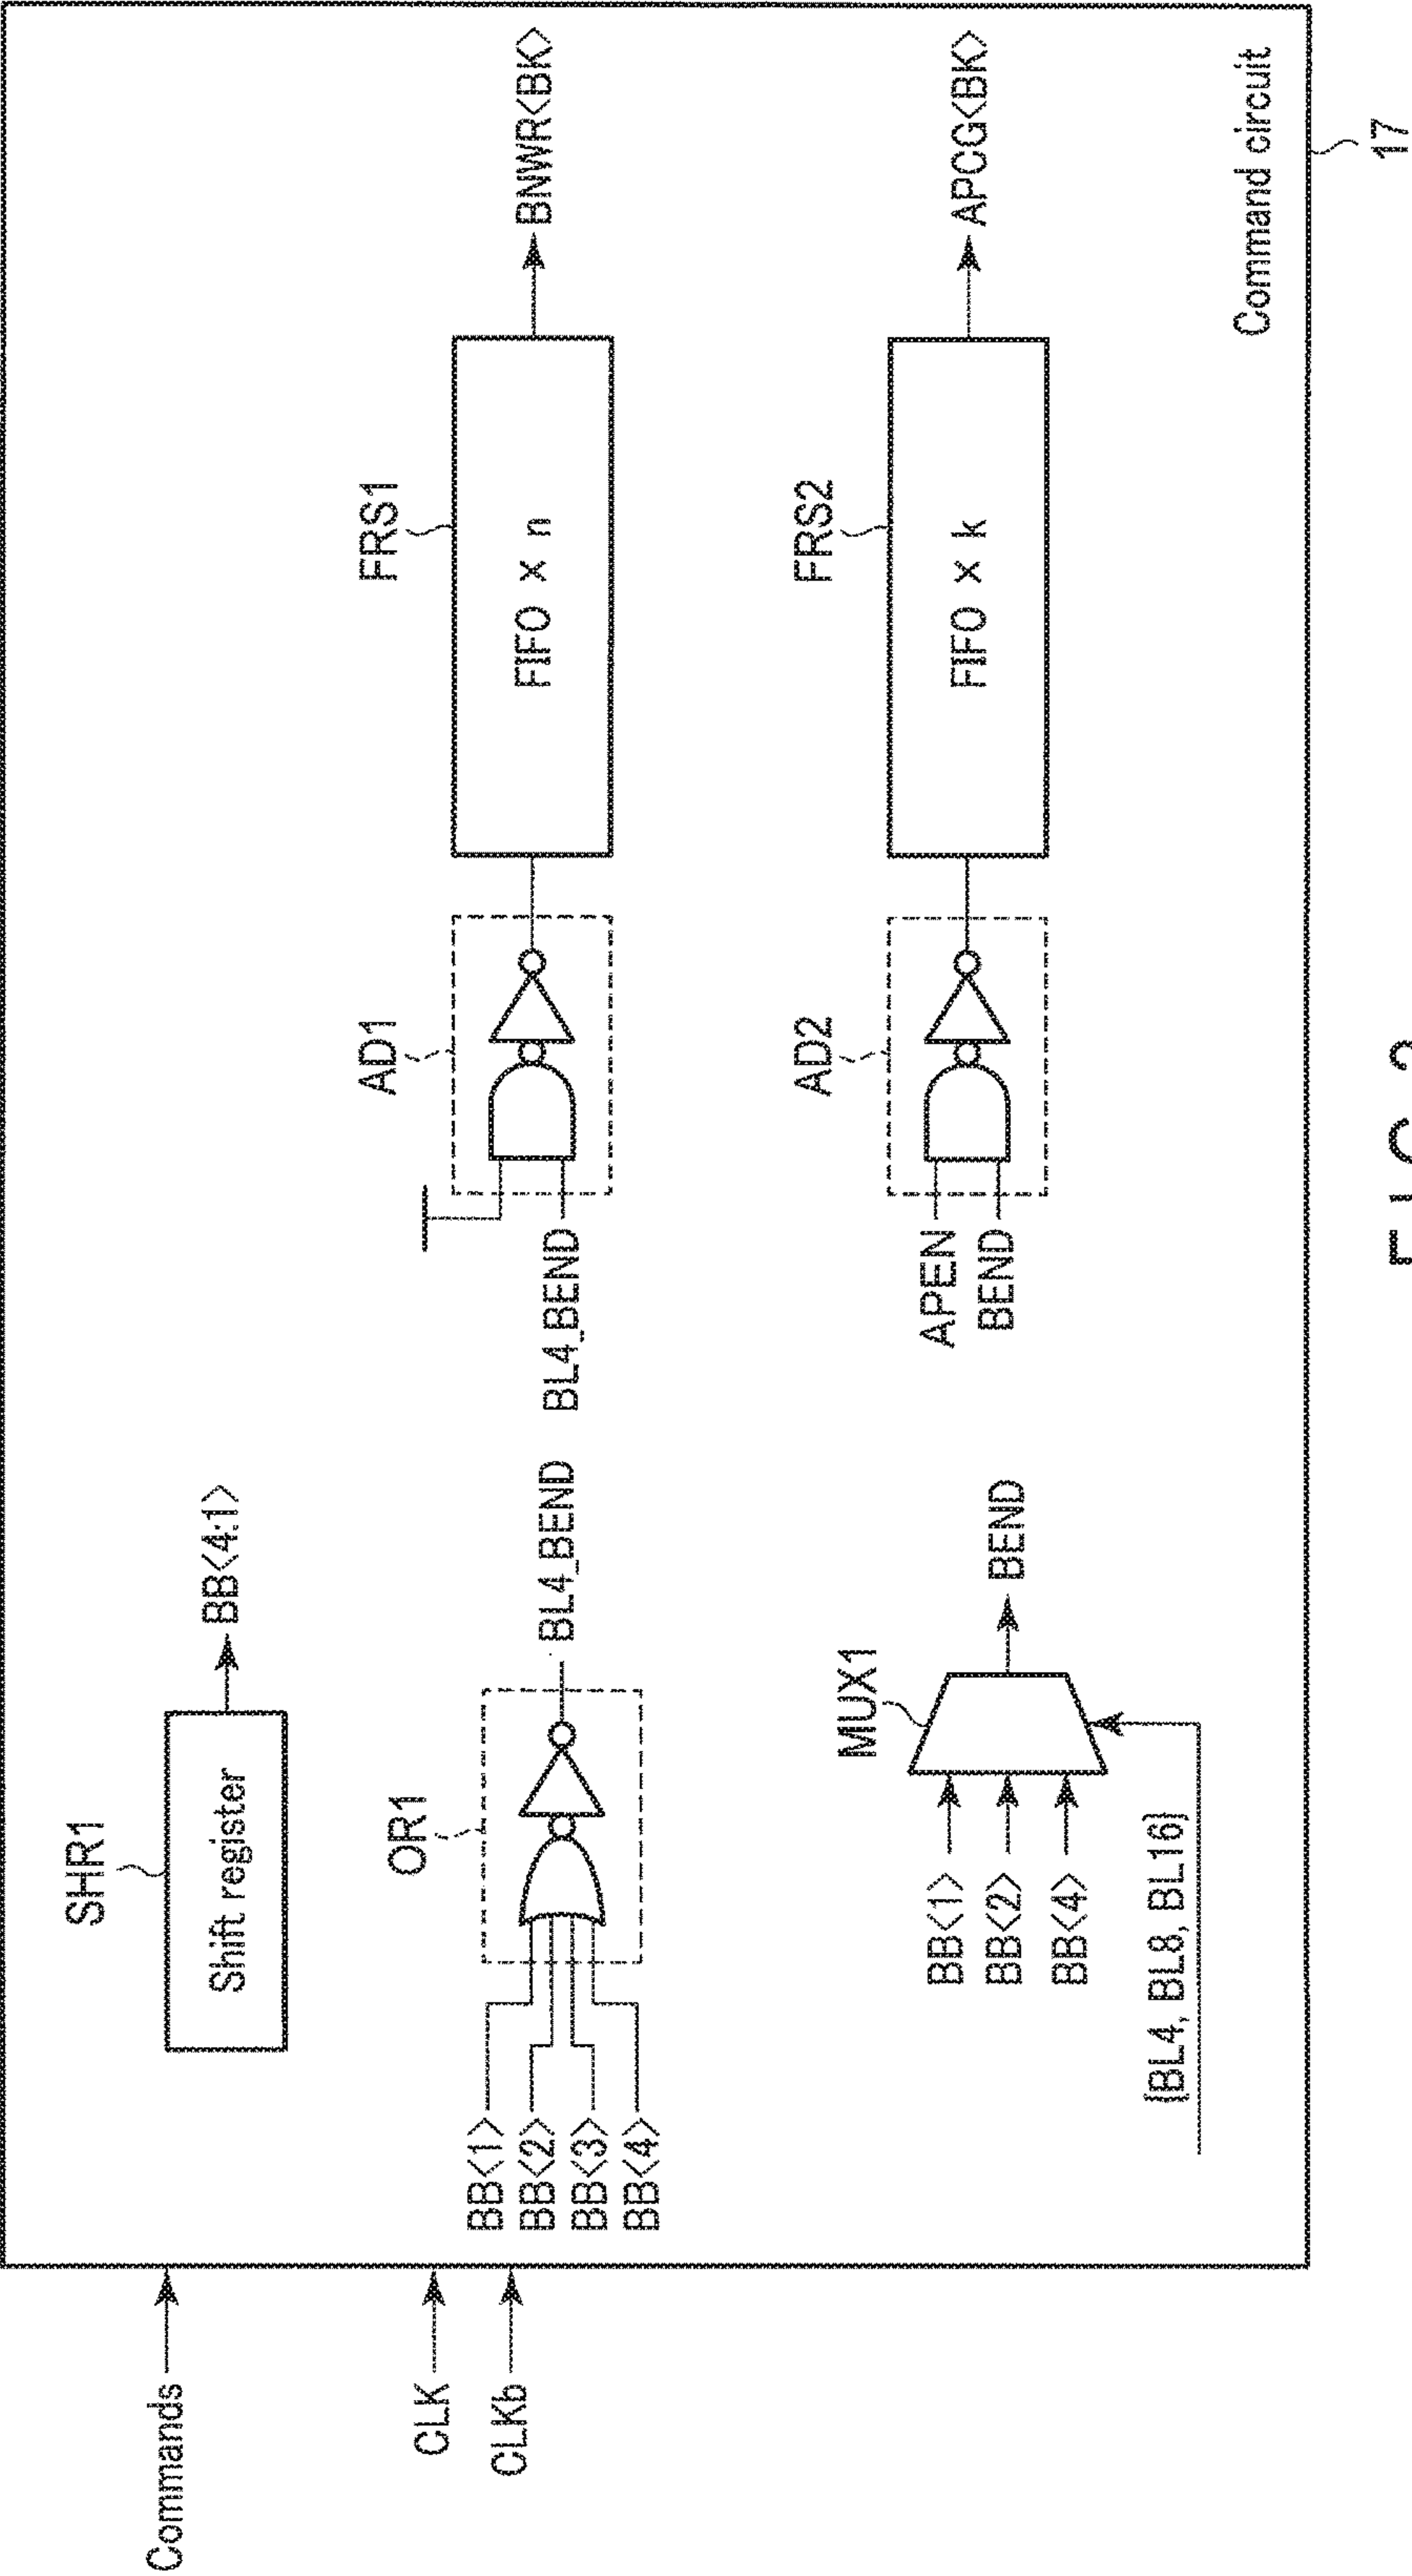 Commands
CLK
CLKb
SHR1
Shift register
BB<4:1>
OR1
BB<1>
BB<2>
BB<3>
BB<4>
BL4_BEND
BL4_BEND
AD1
FRS1
FIFO × n
BNWR<BK>
MUX1
BB<1>
BB<2>
BB<4>
{BL4, BL8, BL16}
BEND
APEN
BEND
AD2
FRS2
FIFO × k
APCG<BK>
Command circuit
17